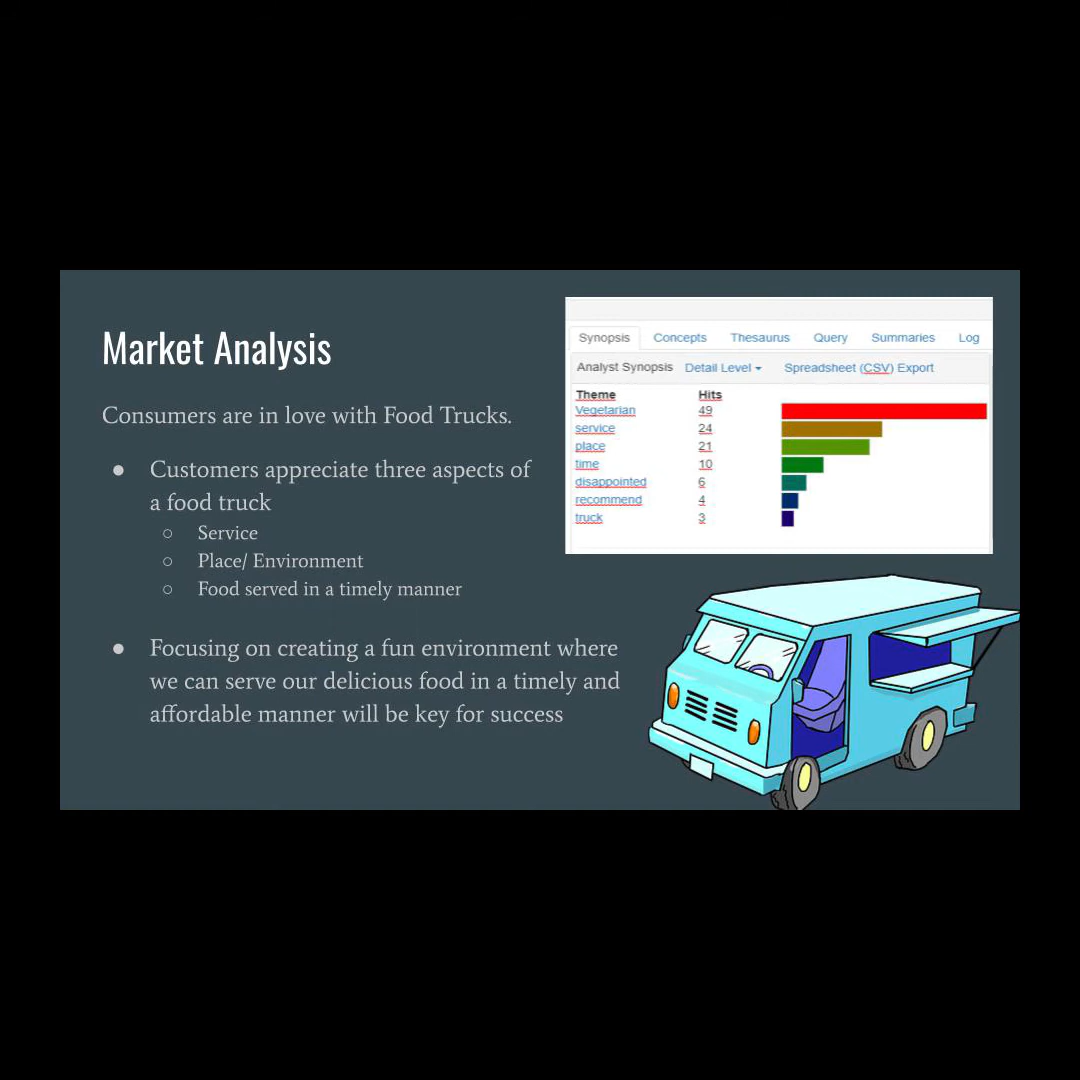 Market Analysis
Consumers are in love with Food Trucks.
● Customers appreciate three aspects of
a food truck
○ Service
○ Place/ Environment
○ Food served in a timely manner
● Focusing on creating a fun environment where
we can serve our delicious food in a timely and
affordable manner will be key for success
Synopsis Concepts Thesaurus Query Summaries Log
Analyst Synopsis Detail Level Spreadsheet (CSV) Export
Theme Hits
Vegetarian 49
service 24
place 21
time 10
disappointed 6
recommend 4
truck 3